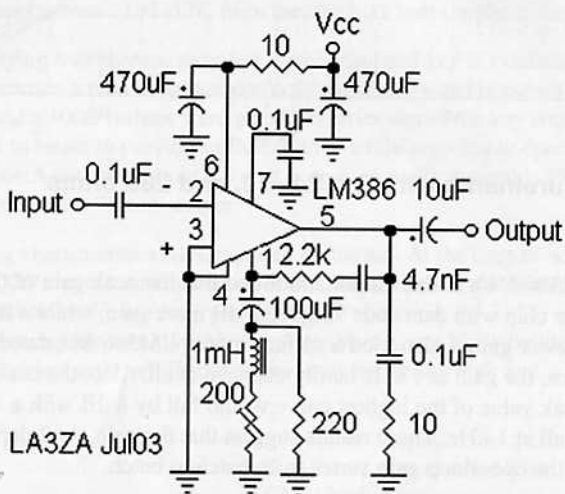 Vcc
10
470uF
470uF
0.1uF
6
7
LM386
10uF
0.1uF
-
2
Input
5
Output
3
+
1 2.2k
4
4.7nF
100uF
1mH
0.1uF
200
220
10
LA3ZA Jul03